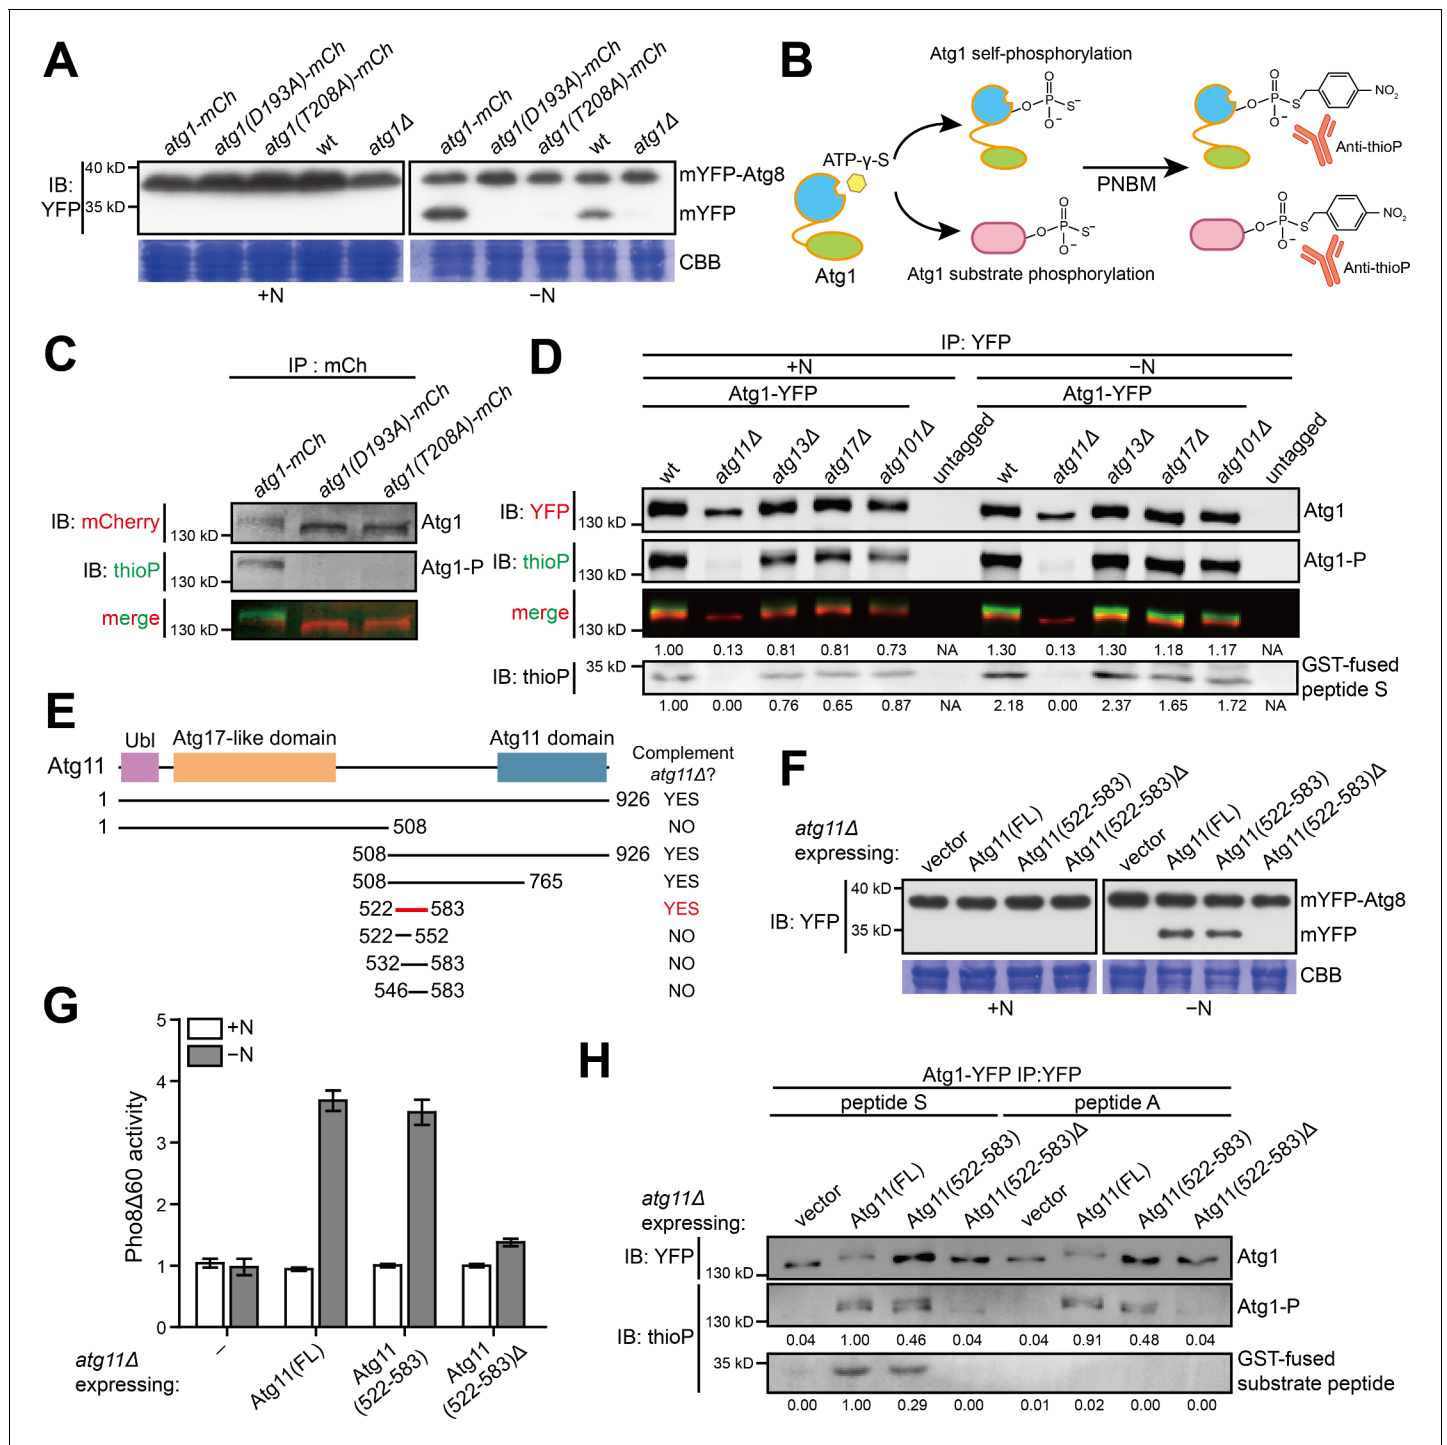 A
atg1-mCh
atg1(D193A)-mCh
atg1(T208A)-mCh
wt
atg1Δ
atg1-mCh
atg1(D193A)-mCh
atg1(T208A)-mCh
wt
atg1Δ
IB:
YFP
40 kD
35 kD
mYFP-Atg8
mYFP
CBB
+N
−N
B
Atg1 self-phosphorylation
ATP-γ-S
Atg1
Atg1 substrate phosphorylation
PNBM
O
O P S⁻
O⁻
O
O P S⁻
O⁻
O
O P S NO₂
O⁻
Anti-thioP
O
O P S NO₂
O⁻
Anti-thioP
C
IP : mCh
atg1-mCh
atg1(D193A)-mCh
atg1(T208A)-mCh
IB: mCherry
130 kD
Atg1
IB: thioP
130 kD
Atg1-P
merge
130 kD
D
IP: YFP
+N
−N
Atg1-YFP
Atg1-YFP
wt
atg11Δ
atg13Δ
atg17Δ
atg101Δ
untagged
wt
atg11Δ
atg13Δ
atg17Δ
atg101Δ
untagged
IB: YFP
130 kD
Atg1
IB: thioP
130 kD
Atg1-P
merge
130 kD
1.00 0.13 0.81 0.81 0.73 NA 1.30 0.13 1.30 1.18 1.17 NA
IB: thioP
35 kD
GST-fused
peptide S
1.00 0.00 0.76 0.65 0.87 NA 2.18 0.00 2.37 1.65 1.72 NA
E
Ubl
Atg17-like domain
Atg11 domain
Complement
atg11Δ?
Atg11
1 926 YES
1 508 NO
508 926 YES
508 765 YES
522 583 YES
522 552 NO
532 583 NO
546 583 NO
F
atg11Δ
expressing:
vector
Atg11(FL)
Atg11(522-583)
Atg11(522-583)Δ
vector
Atg11(FL)
Atg11(522-583)
Atg11(522-583)Δ
IB: YFP
40 kD
35 kD
mYFP-Atg8
mYFP
CBB
+N
−N
G
Pho8Δ60 activity
5
4
3
2
1
0
+N
−N
atg11Δ
expressing:
–
Atg11(FL)
Atg11
(522-583)
Atg11
(522-583)Δ
H
Atg1-YFP IP:YFP
peptide S
peptide A
atg11Δ
expressing:
vector
Atg11(FL)
Atg11(522-583)
Atg11(522-583)Δ
vector
Atg11(FL)
Atg11(522-583)
Atg11(522-583)Δ
IB: YFP
130 kD
Atg1
IB: thioP
130 kD
Atg1-P
0.04 1.00 0.46 0.04 0.04 0.91 0.48 0.04
35 kD
GST-fused
substrate peptide
0.00 1.00 0.29 0.00 0.01 0.02 0.00 0.00